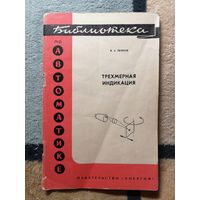 Библиотека
ПО
АВТОМАТИКЕ
ТРЕХМЕРНАЯ
ИНДИКАЦИЯ
ИЗДАТЕЛЬСТВО «ЭНЕРГИЯ»